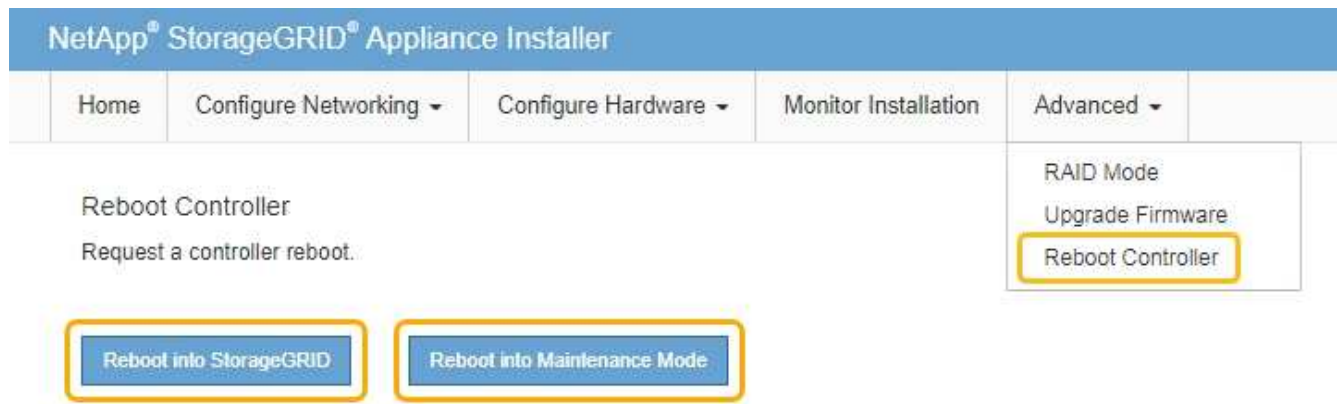 NetApp® StorageGRID® Appliance Installer
Home Configure Networking Configure Hardware Monitor Installation Advanced
RAID Mode
Upgrade Firmware
Reboot Controller
Reboot Controller
Request a controller reboot.
Reboot into StorageGRID Reboot into Maintenance Mode